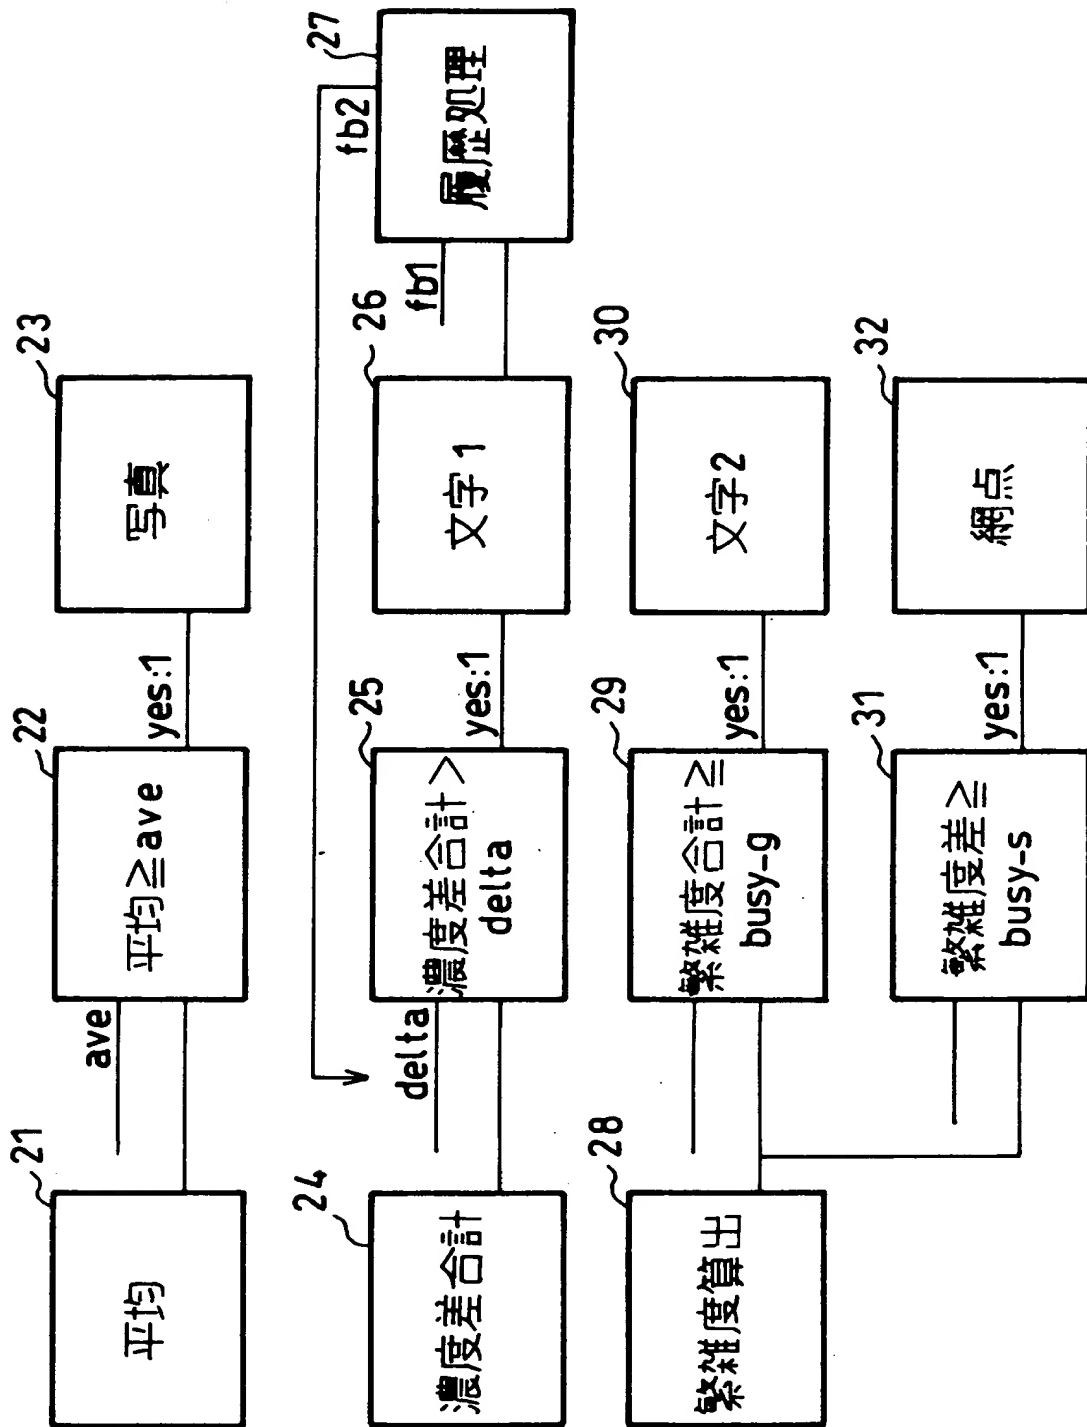 21
平均
ave
22
平均≧ave
yes:1
23
写真
24
濃度差合計
delta
25
濃度差合計>
delta
yes:1
26
文字1
fb1
fb2
27
履歴処理
28
繁雑度算出
29
繁雑度合計≧
busy-g
yes:1
30
文字2
31
繁雑度差≧
busy-s
yes:1
32
網点